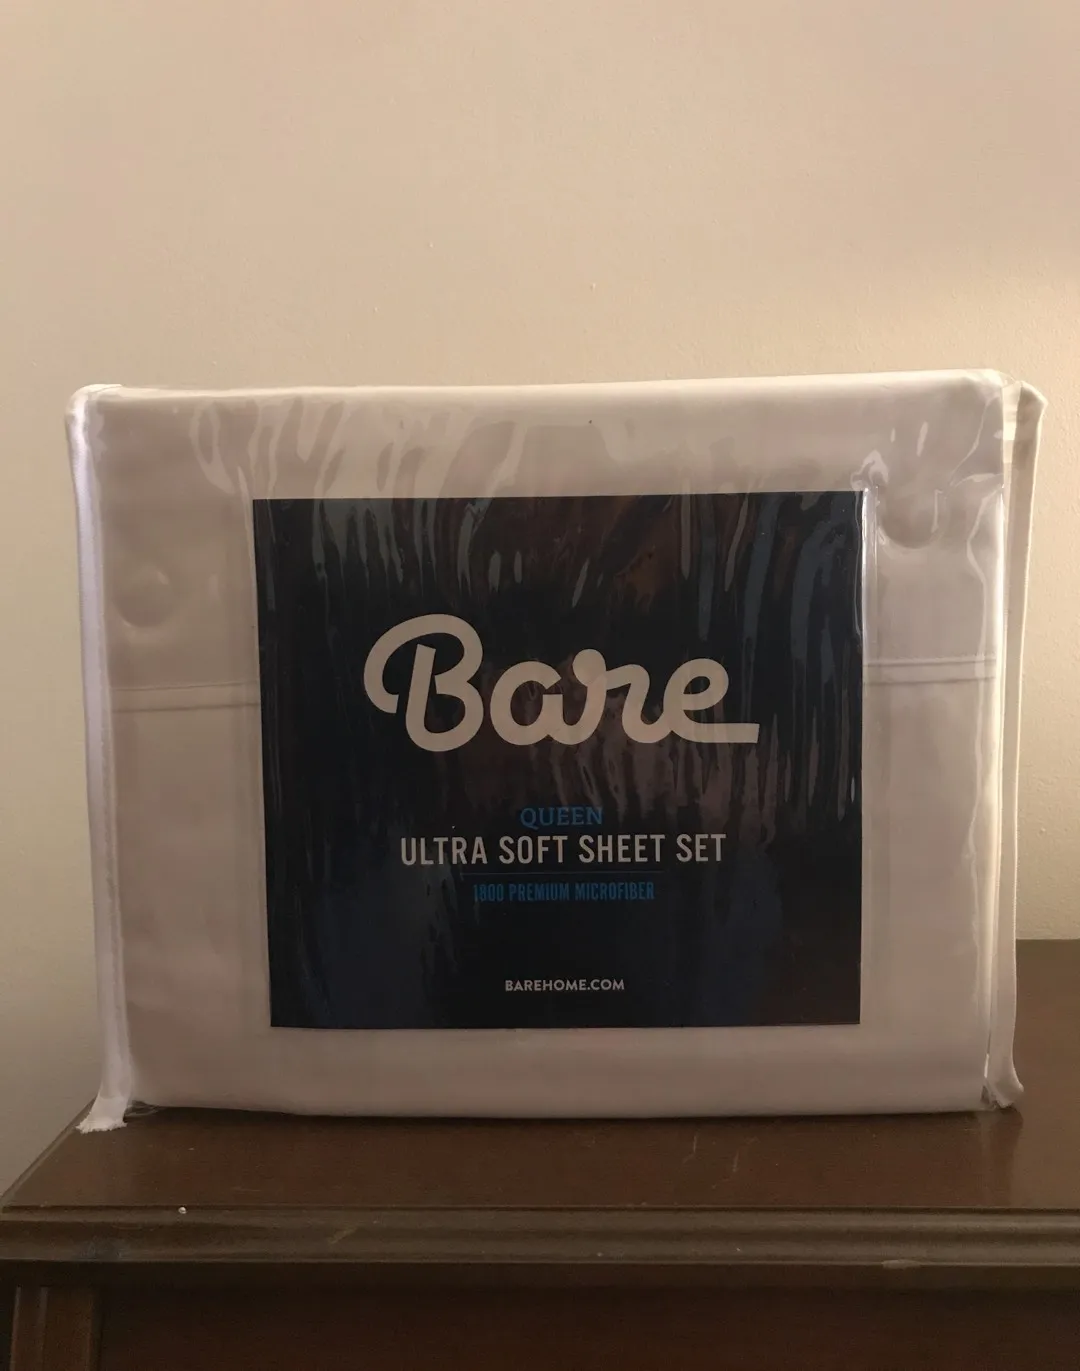 Bare
QUEEN
ULTRA SOFT SHEET SET
1800 PREMIUM MICROFIBER
BAREHOME.COM